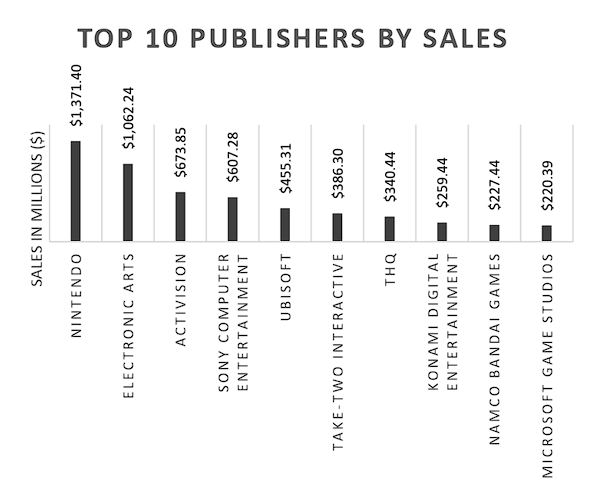 TOP 10 PUBLISHERS BY SALES
SALES IN MILLIONS ($)
$1,371.40
$1,062.24
$673.85
$607.28
$455.31
$386.30
$340.44
$259.44
$227.44
$220.39
NINTENDO
ELECTRONIC ARTS
ACTIVISION
SONY COMPUTER
ENTERTAINMENT
UBISOFT
TAKE-TWO INTERACTIVE
THQ
KONAMI DIGITAL
ENTERTAINMENT
NAMCO BANDAI GAMES
MICROSOFT GAME STUDIOS